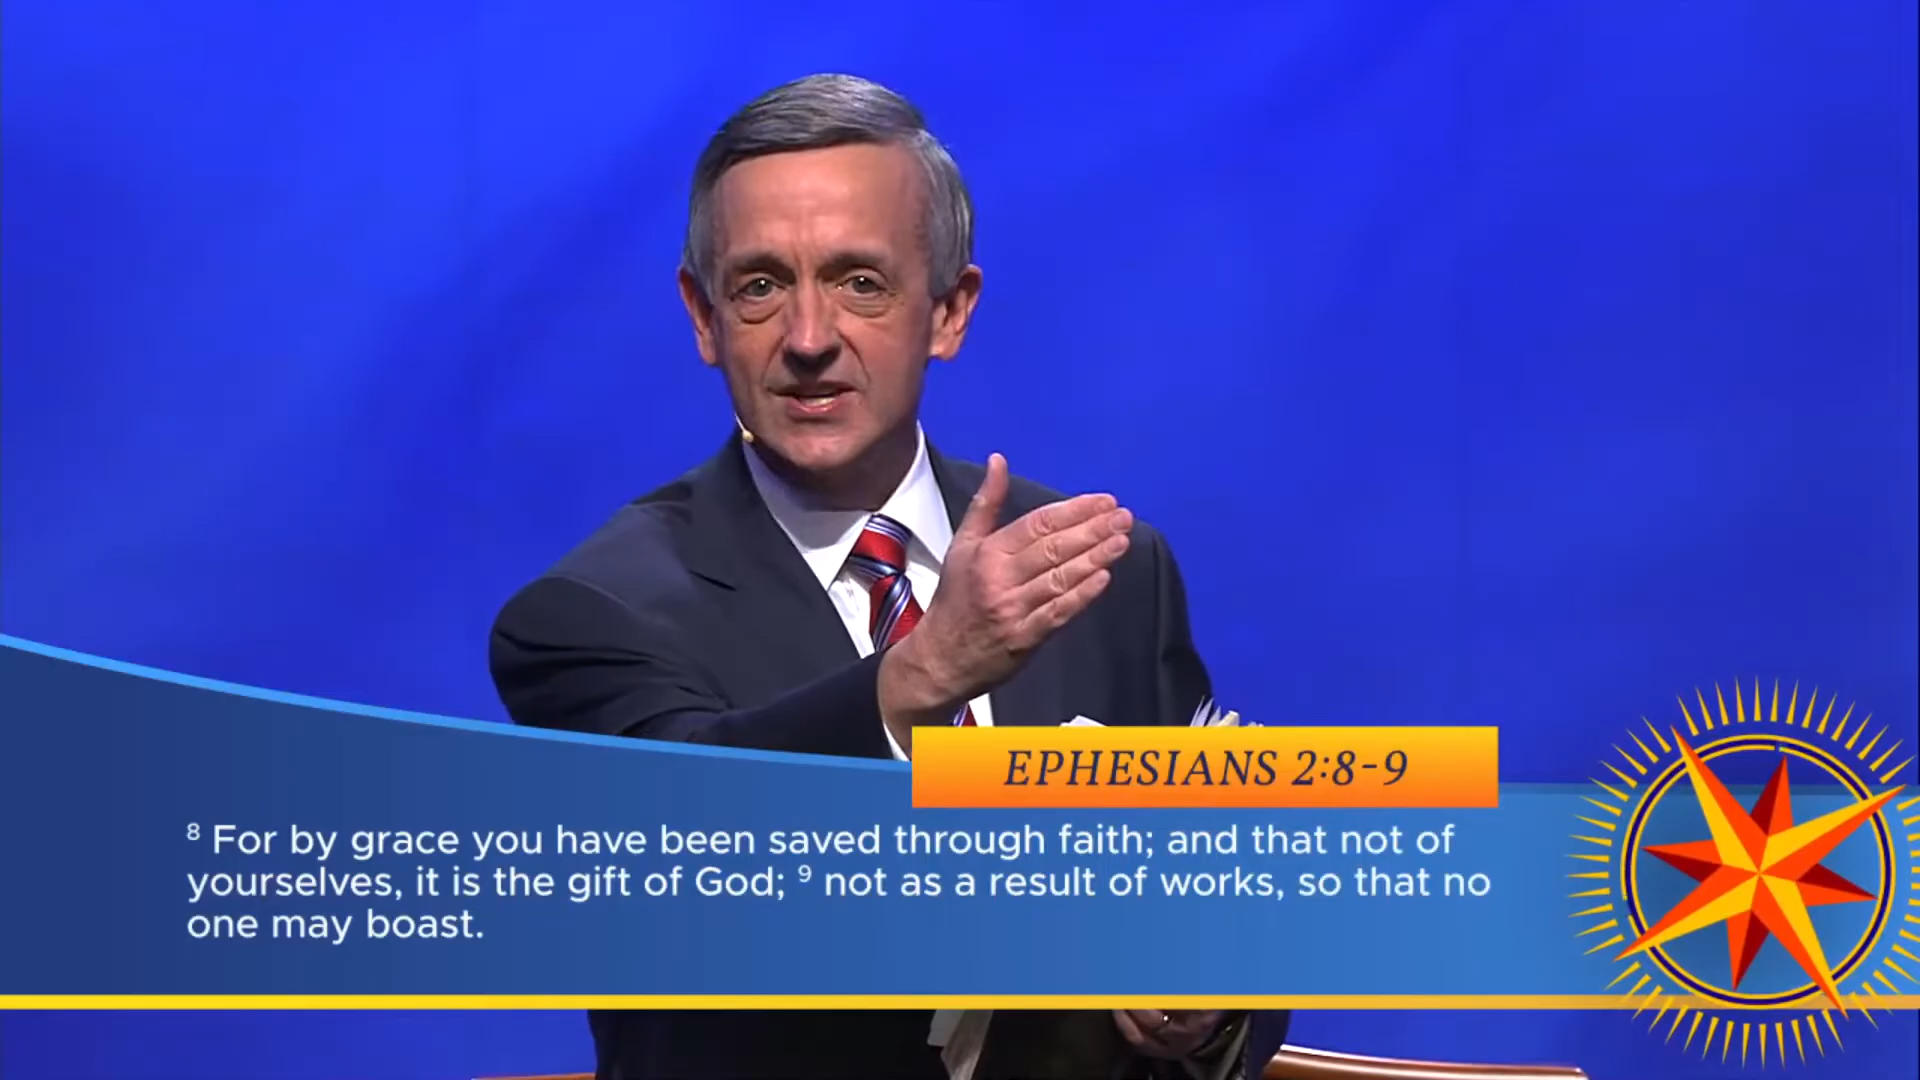 EPHESIANS 2:8-9
⁸ For by grace you have been saved through faith; and that not of
yourselves, it is the gift of God; ⁹ not as a result of works, so that no
one may boast.